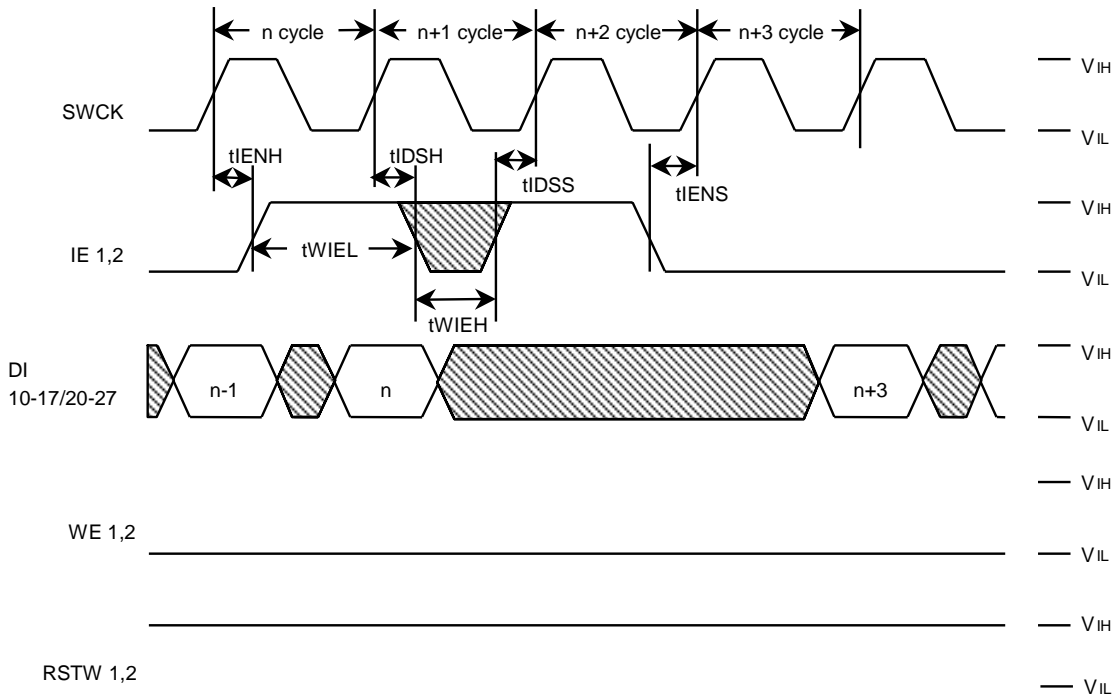 n cycle n+1 cycle n+2 cycle n+3 cycle
VIH
SWCK
VIL
tIENH tIDSH
tIDSS tIENS
VIH
tWIEL
IE 1,2
VIL
tWIEH
VIH
DI
10-17/20-27
n-1 n n+3
VIL
VIH
WE 1,2
VIL
VIH
RSTW 1,2
VIL